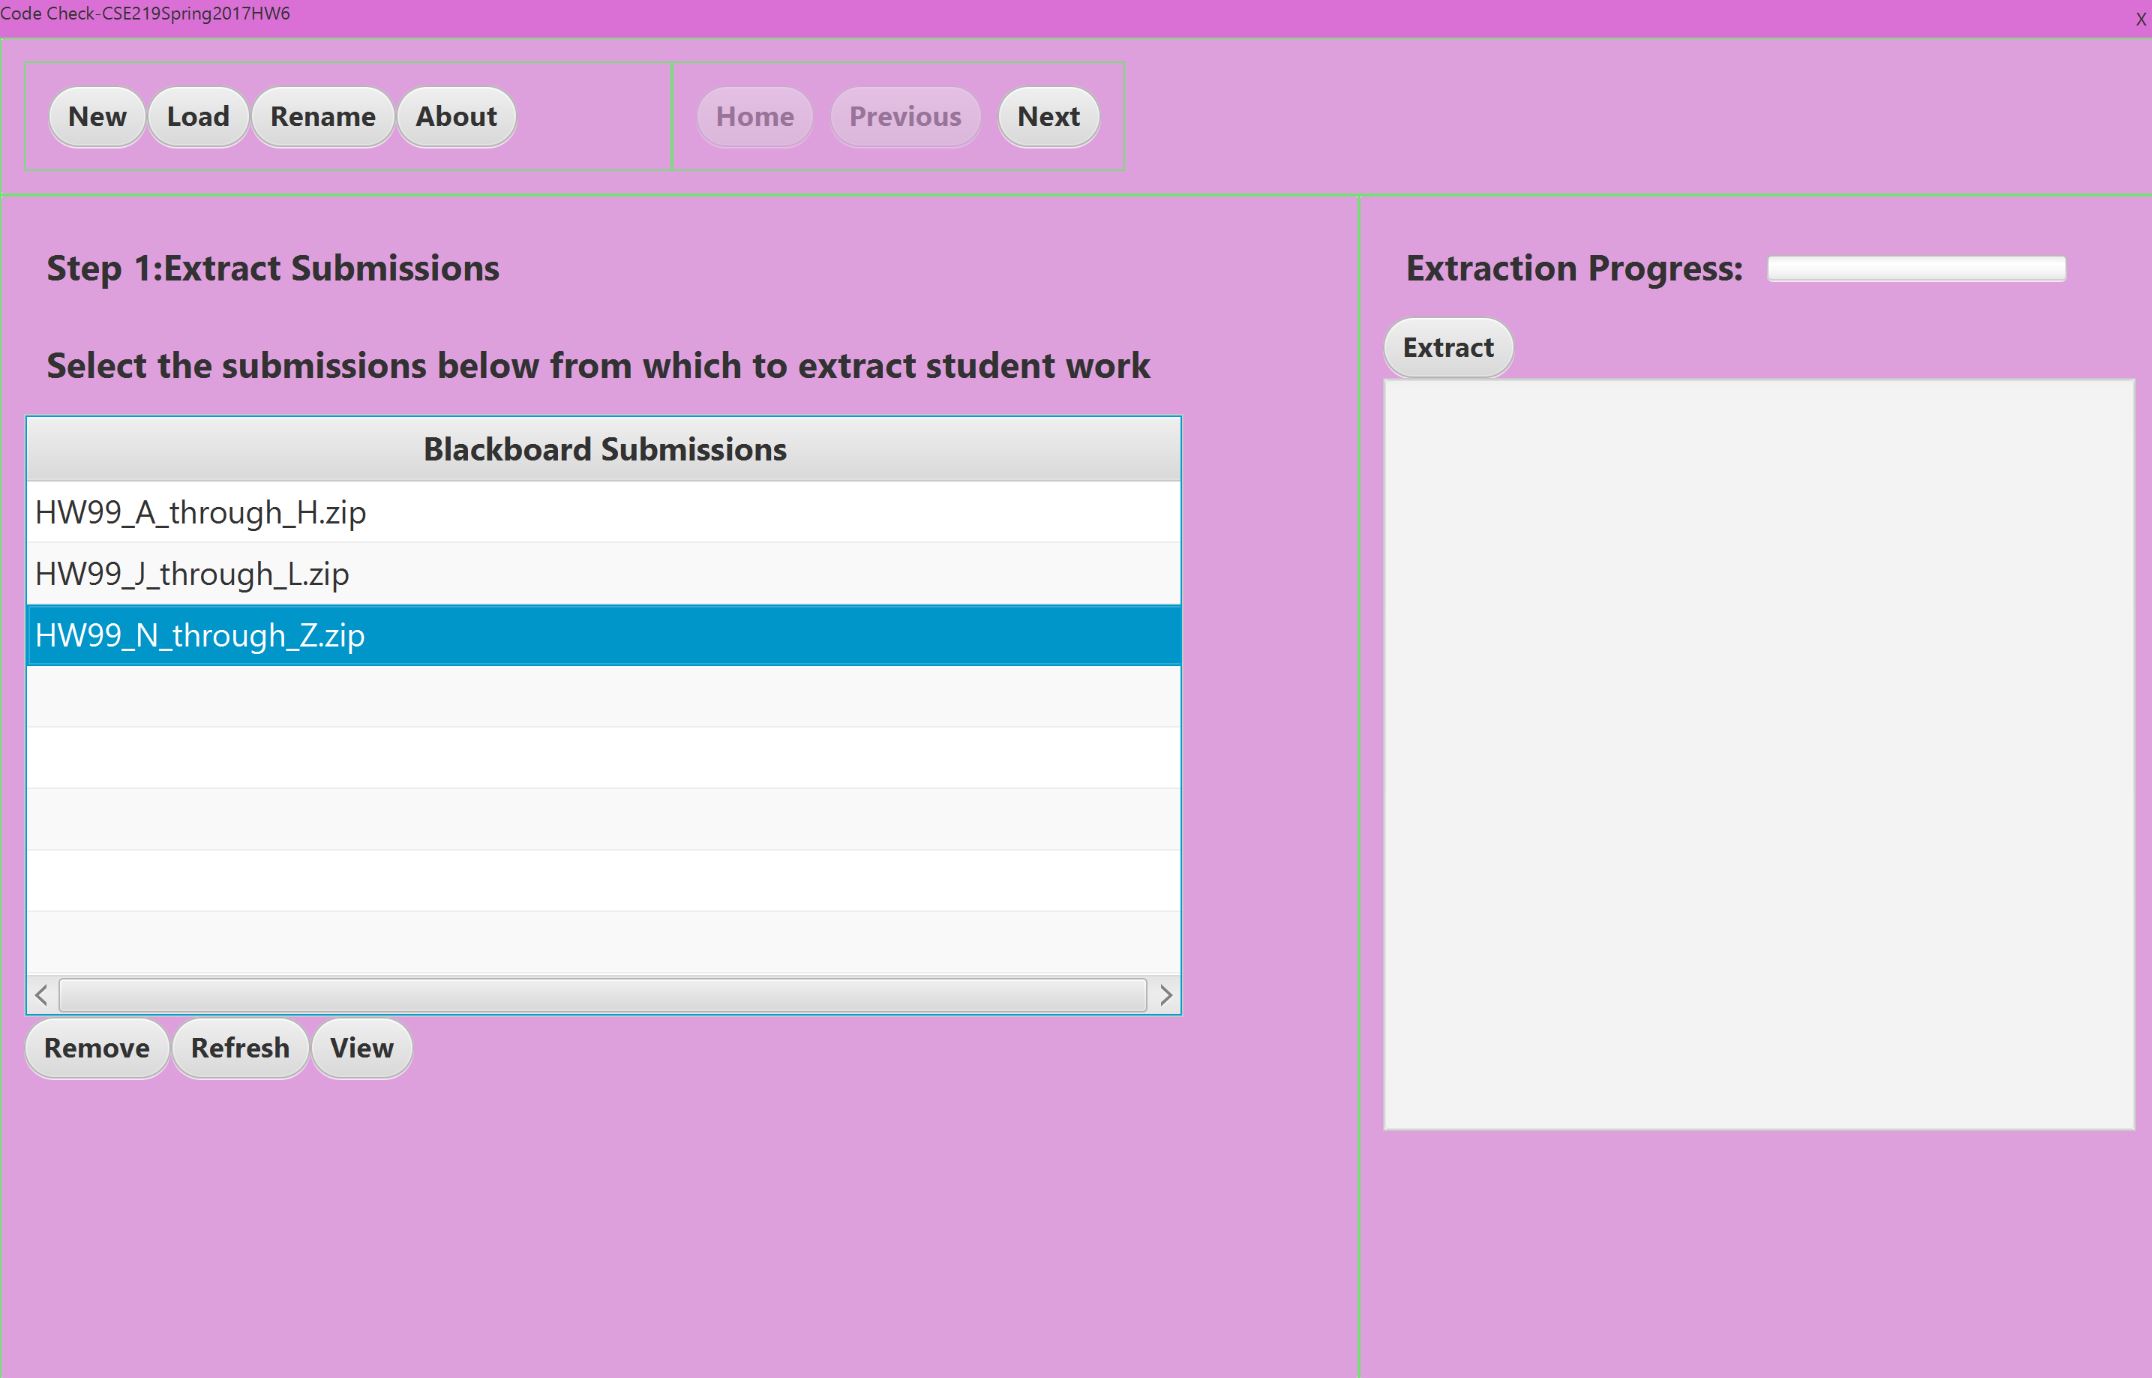 Code Check-CSE219Spring2017HW6
X
New Load Rename About Home Previous Next
Step 1:Extract Submissions
Select the submissions below from which to extract student work
Blackboard Submissions
HW99_A_through_H.zip
HW99_J_through_L.zip
HW99_N_through_Z.zip
Remove Refresh View
Extraction Progress:
Extract